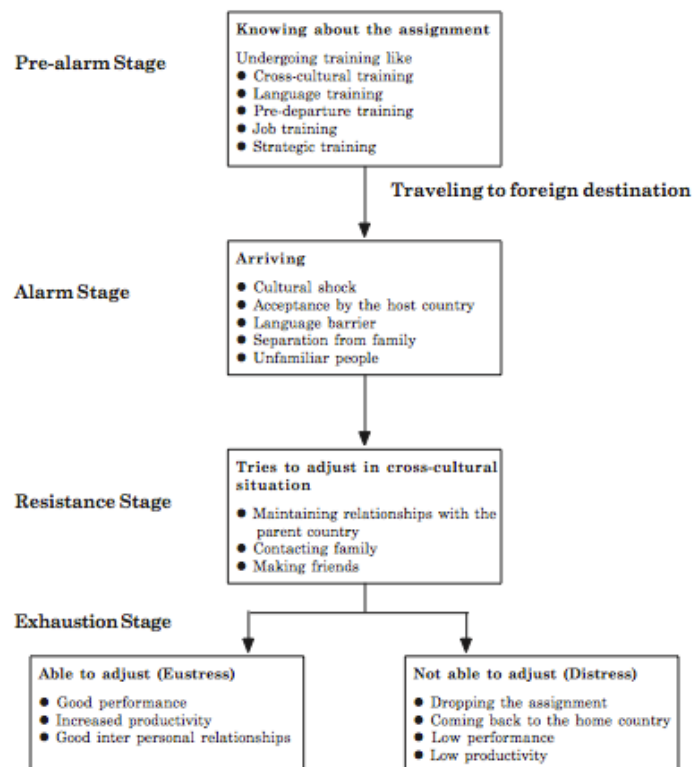 Pre-alarm Stage
Knowing about the assignment
Undergoing training like
● Cross-cultural training
● Language training
● Pre-departure training
● Job training
● Strategic training
Traveling to foreign destination
Alarm Stage
Arriving
● Cultural shock
● Acceptance by the host country
● Language barrier
● Separation from family
● Unfamiliar people
Resistance Stage
Tries to adjust in cross-cultural
situation
● Maintaining relationships with the
parent country
● Contacting family
● Making friends
Exhaustion Stage
Able to adjust (Eustress)
● Good performance
● Increased productivity
● Good inter personal relationships
Not able to adjust (Distress)
● Dropping the assignment
● Coming back to the home country
● Low performance
● Low productivity